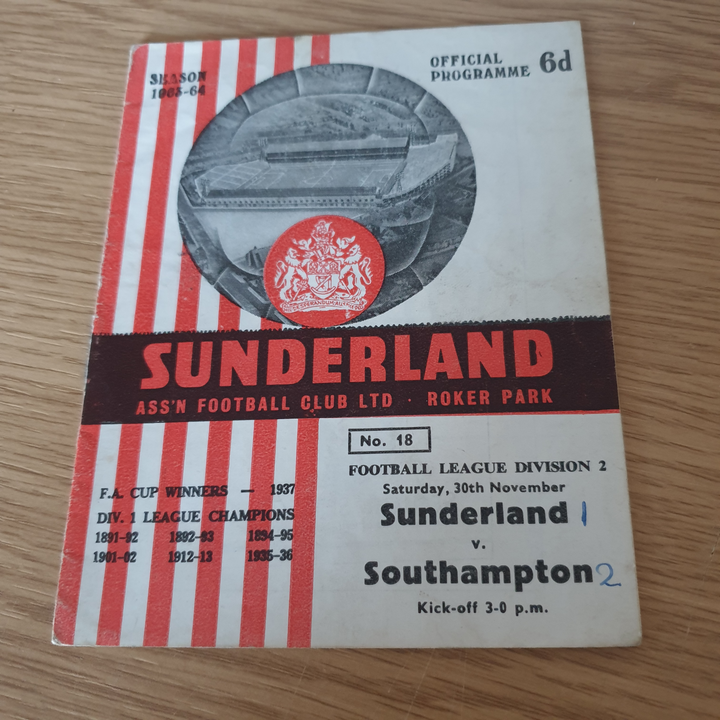 SEASON
1963-64
OFFICIAL
PROGRAMME 6d
SUNDERLAND
ASS'N FOOTBALL CLUB LTD · ROKER PARK
No. 18
FOOTBALL LEAGUE DIVISION 2
Saturday, 30th November
Sunderland 1
v.
Southampton 2
Kick-off 3-0 p.m.
F.A. CUP WINNERS — 1937
DIV. 1 LEAGUE CHAMPIONS
1891-92 1892-93 1894-95
1901-02 1912-13 1935-36